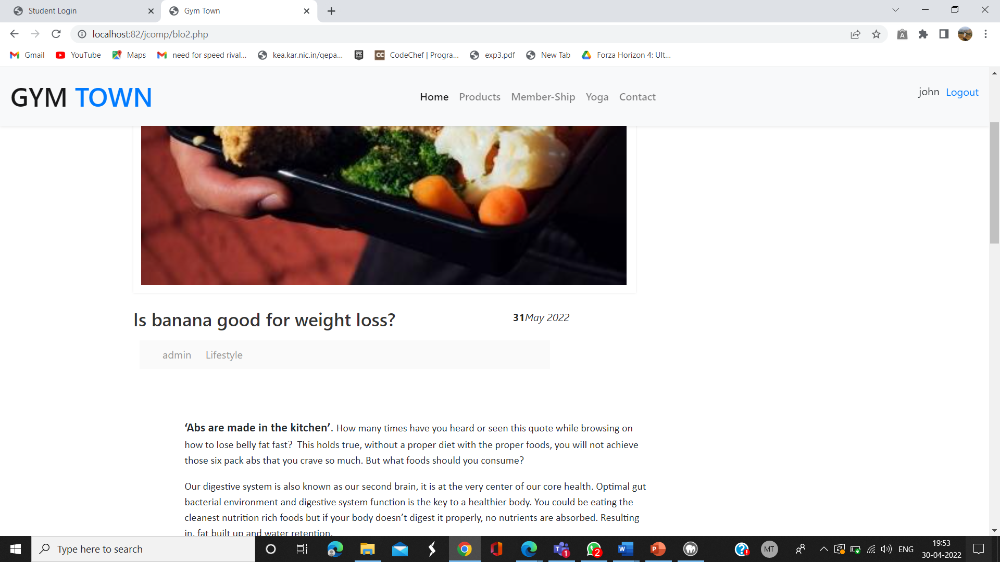 Student Login
Gym Town
localhost:82/jcomp/blo2.php
Gmail
YouTube
Maps
need for speed rival...
kea.kar.nic.in/qepa...
EPIC
CC
CodeChef | Progra...
exp3.pdf
New Tab
Forza Horizon 4: Ult...
GYM TOWN
Home
Products
Member-Ship
Yoga
Contact
john
Logout
Is banana good for weight loss?
31May 2022
admin
Lifestyle
‘Abs are made in the kitchen’. How many times have you heard or seen this quote while browsing on
how to lose belly fat fast?  This holds true, without a proper diet with the proper foods, you will not achieve
those six pack abs that you crave so much. But what foods should you consume?
Our digestive system is also known as our second brain, it is at the very center of our core health. Optimal gut
bacterial environment and digestive system function is the key to a healthier body. You could be eating the
cleanest nutrition rich foods but if your body doesn’t digest it properly, no nutrients are absorbed. Resulting
in, fat built up and water retention.
Type here to search
1
2
MT
ENG
19:53
30-04-2022